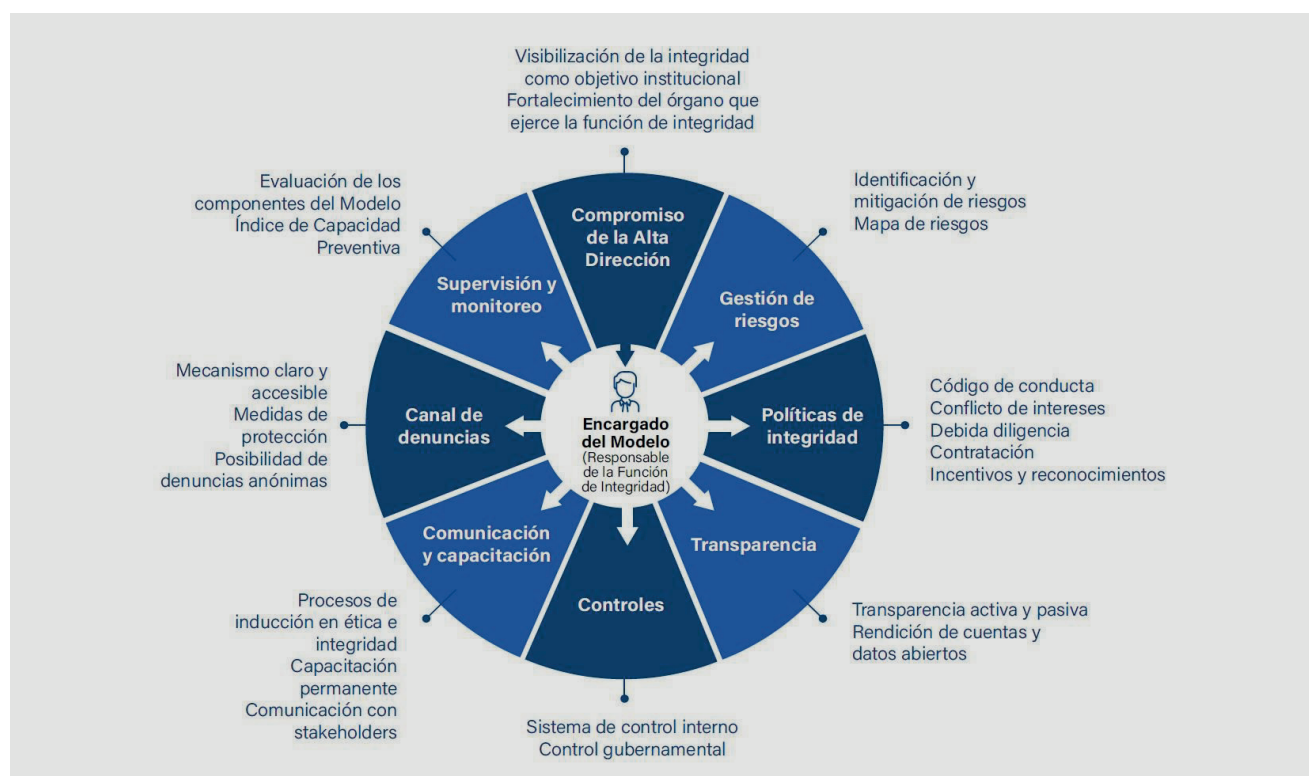 Visibilización de la integridad
como objetivo institucional
Fortalecimiento del órgano que
ejerce la función de integridad
Compromiso
de la Alta
Dirección
Identificación y
mitigación de riesgos
Mapa de riesgos
Gestión de
riesgos
Código de conducta
Conflicto de intereses
Debida diligencia
Contratación
Incentivos y reconocimientos
Políticas de
integridad
Transparencia activa y pasiva
Rendición de cuentas y
datos abiertos
Transparencia
Sistema de control interno
Control gubernamental
Controles
Procesos de
inducción en ética e
integridad
Capacitación
permanente
Comunicación con
stakeholders
Comunicación
y capacitación
Mecanismo claro y
accesible
Medidas de
protección
Posibilidad de
denuncias anónimas
Canal de
denuncias
Evaluación de los
componentes del Modelo
Índice de Capacidad
Preventiva
Supervisión y
monitoreo
Encargado
del Modelo
(Responsable
de la Función
de Integridad)